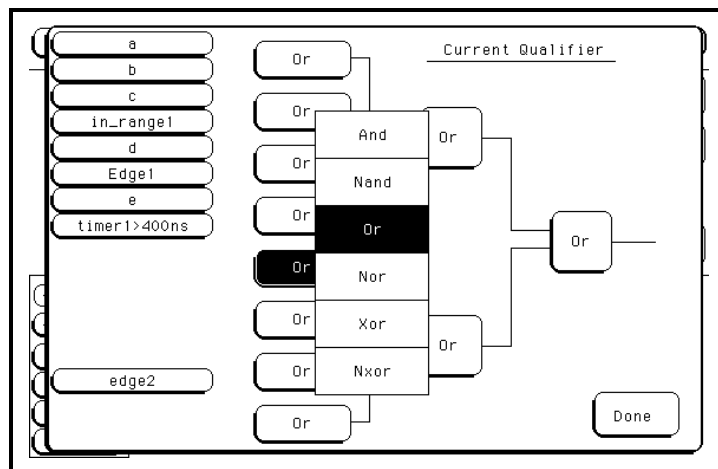 Current Qualifier
a
b
c
in_range1
d
Edge1
e
timer1>400ns
edge2
Or
Or
Or
Or
Or
Or
Or
Or
And
Nand
Or
Nor
Xor
Nxor
Or
Or
Or
Done